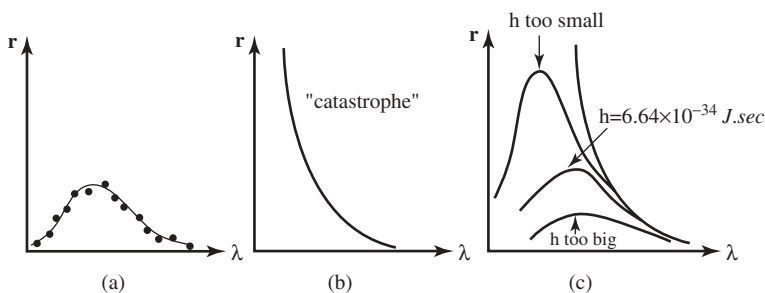 r
λ
(a)
r
"catastrophe"
λ
(b)
h too small
r
h=6.64×10⁻³⁴ J.sec
h too big
λ
(c)